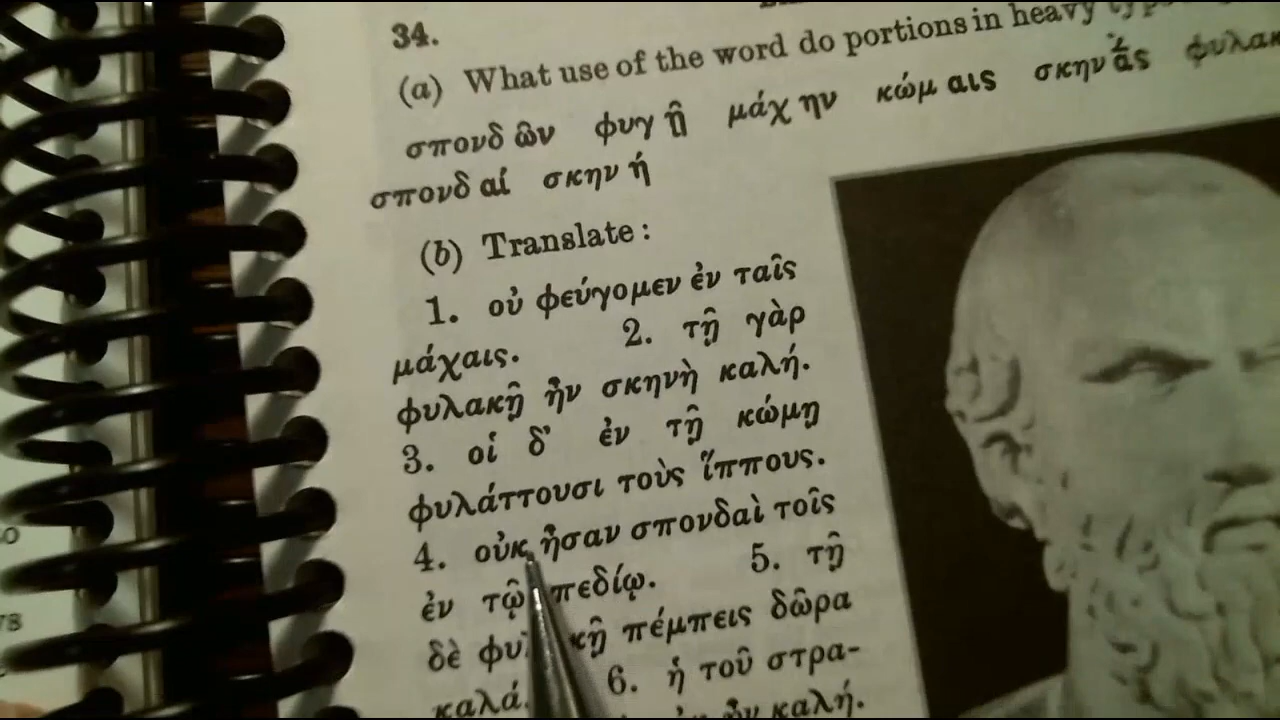 34.
(a) What use of the word do portions in heavy
σπονδ ῶν φυγ ῇ μάχ ην κώμ αις σκην ᾱ́ς
σπονδ αί σκην ή
(b) Translate:
1. οὐ φεύγομεν ἐν ταῖς
μάχαις. 2. τῇ γὰρ
φυλακῇ ἦν σκηνὴ καλή.
3. οἱ δ’ ἐν τῇ κώμῃ
φυλάττουσι τοὺς ἵππους.
4. οὐκ ἦσαν σπονδαὶ τοῖς
ἐν τῷ πεδίῳ. 5. τῇ
δὲ πέμπεις δῶρα
καλά. 6. ἡ τοῦ στρα-
ἦν καλή.
78